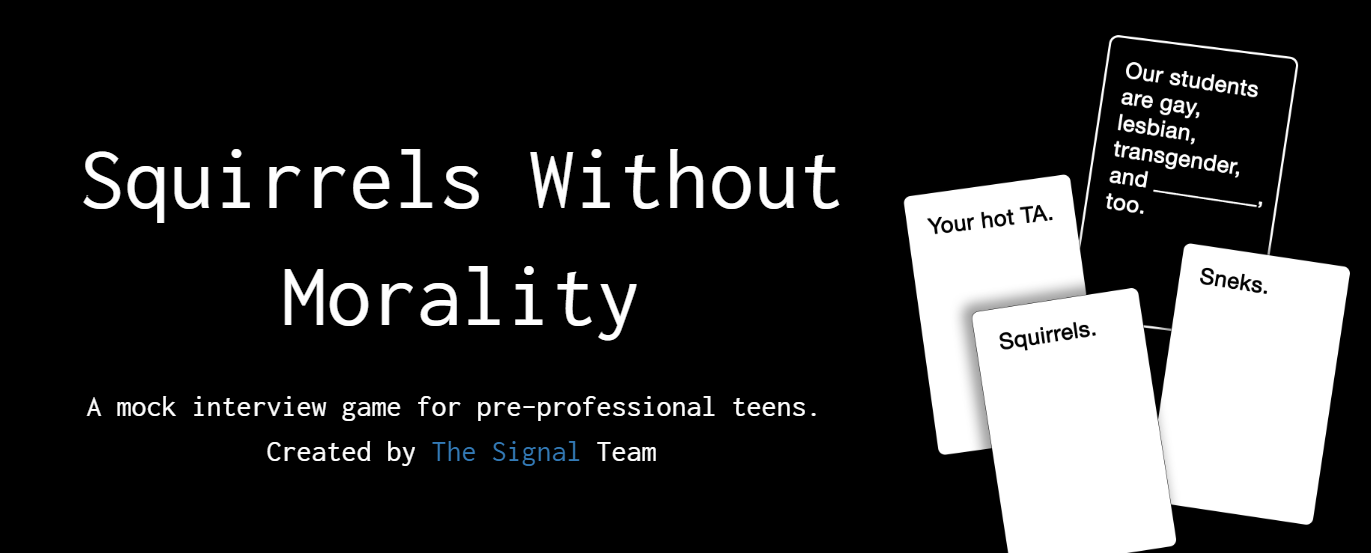 Squirrels Without
Morality
A mock interview game for pre-professional teens.
Created by The Signal Team
Our students
are gay,
lesbian,
transgender,
and ________,
too.
Your hot TA.
Squirrels.
Sneks.